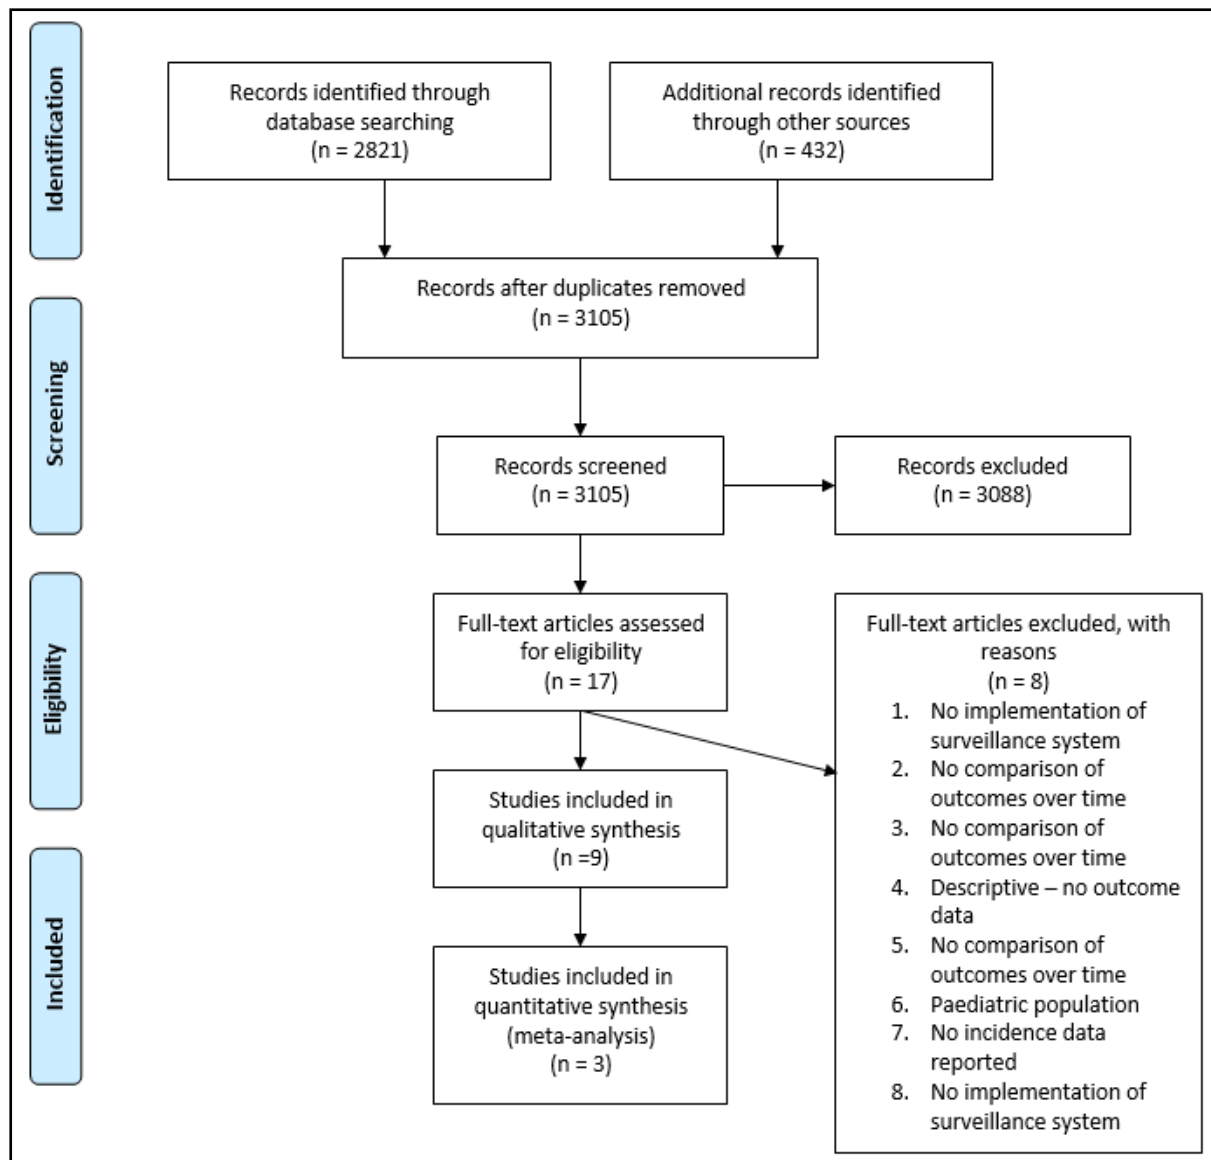 Identification
Records identified through
database searching
(n = 2821)
Additional records identified
through other sources
(n = 432)
Records after duplicates removed
(n = 3105)
Screening
Records screened
(n = 3105)
Records excluded
(n = 3088)
Eligibility
Full-text articles assessed
for eligibility
(n = 17)
Full-text articles excluded, with
reasons
(n = 8)
1. No implementation of
surveillance system
2. No comparison of
outcomes over time
3. No comparison of
outcomes over time
4. Descriptive – no outcome
data
5. No comparison of
outcomes over time
6. Paediatric population
7. No incidence data
reported
8. No implementation of
surveillance system
Studies included in
qualitative synthesis
(n =9)
Included
Studies included in
quantitative synthesis
(meta-analysis)
(n = 3)